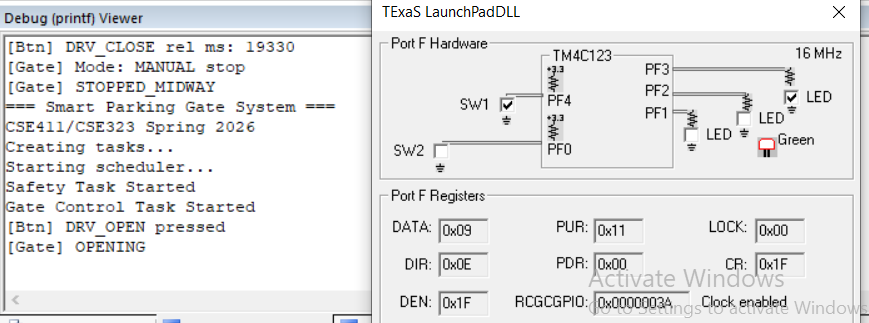 Debug (printf) Viewer
[Btn] DRV_CLOSE rel ms: 19330
[Gate] Mode: MANUAL stop
[Gate] STOPPED_MIDWAY
=== Smart Parking Gate System ===
CSE411/CSE323 Spring 2026
Creating tasks...
Starting scheduler...
Safety Task Started
Gate Control Task Started
[Btn] DRV_OPEN pressed
[Gate] OPENING
TExaS LaunchPadDLL
Port F Hardware
TM4C123
16 MHz
+3.3
PF3
SW1
PF4
PF2
LED
+3.3
PF1
LED
LED
Green
SW2
PF0
Port F Registers
DATA: 0x09 PUR: 0x11 LOCK: 0x00
DIR: 0x0E PDR: 0x00 CR: 0x1F
DEN: 0x1F RCGCGPIO: 0x0000003A Clock enabled
Activate Windows
Go to Settings to activate Windows